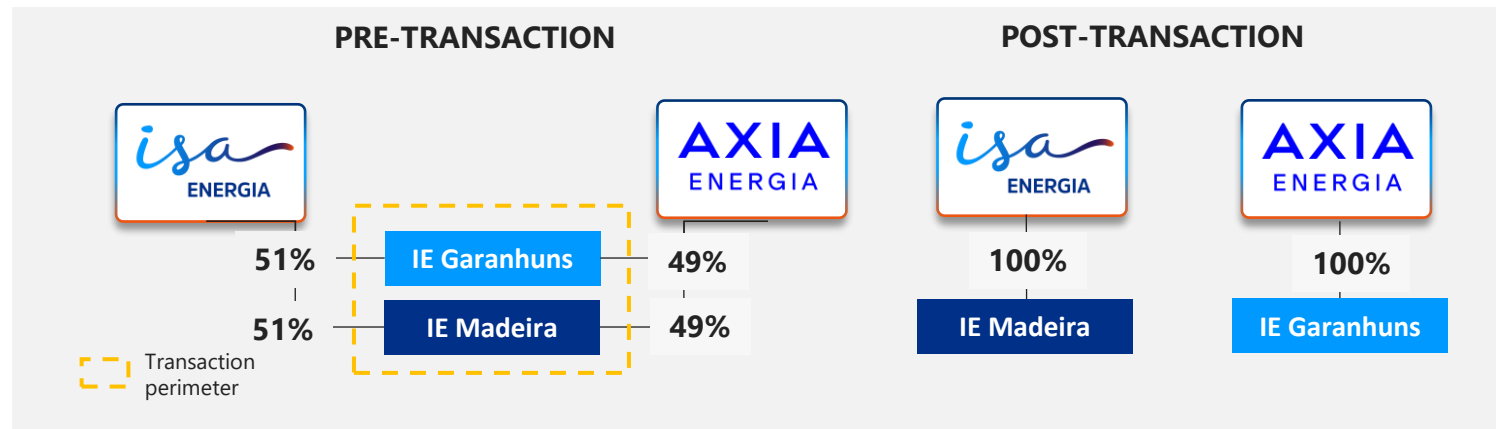 PRE-TRANSACTION
POST-TRANSACTION
isa
ENERGIA
AXIA
ENERGIA
isa
ENERGIA
AXIA
ENERGIA
51%
IE Garanhuns
49%
100%
100%
51%
IE Madeira
49%
IE Madeira
IE Garanhuns
Transaction
perimeter